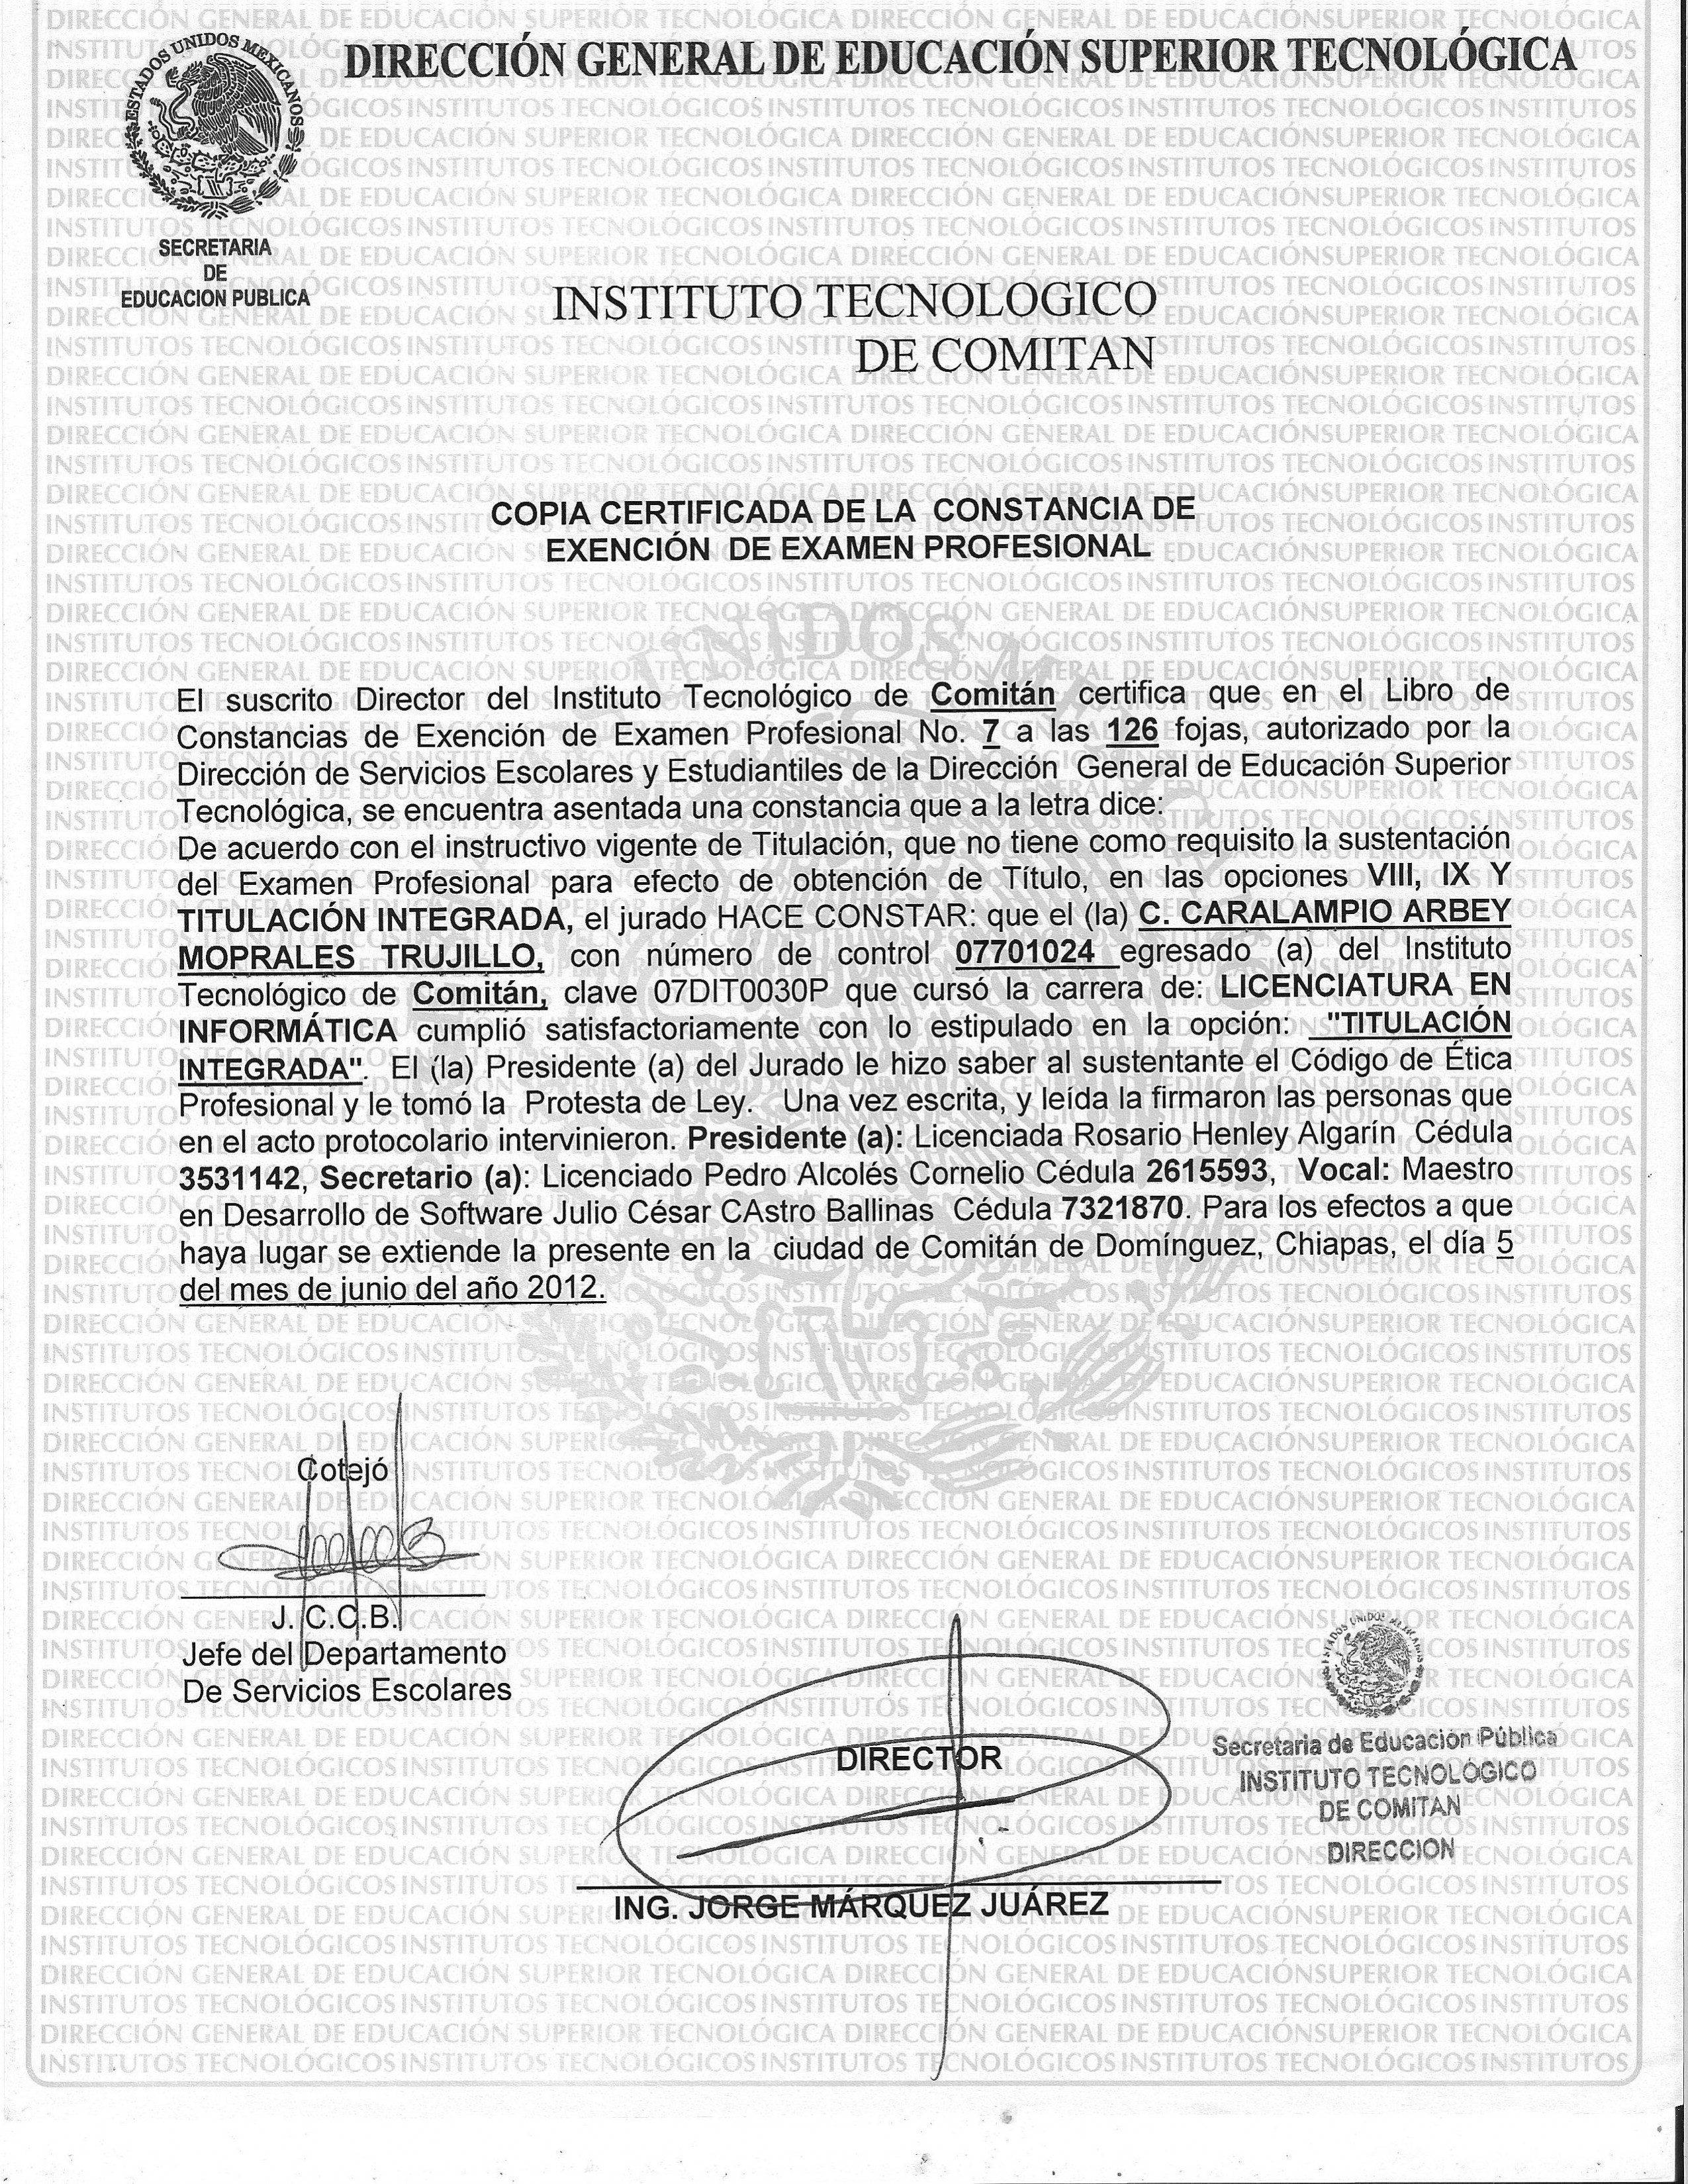 ESTADOS UNIDOS MEXICANOS
DIRECCIÓN GENERAL DE EDUCACIÓN SUPERIOR TECNOLÓGICA
SECRETARIA
DE
EDUCACION PUBLICA
INSTITUTO TECNOLOGICO
DE COMITAN
COPIA CERTIFICADA DE LA CONSTANCIA DE
EXENCIÓN DE EXAMEN PROFESIONAL
El suscrito Director del Instituto Tecnológico de Comitán certifica que en el Libro de
Constancias de Exención de Examen Profesional No. 7 a las 126 fojas, autorizado por la
Dirección de Servicios Escolares y Estudiantiles de la Dirección General de Educación Superior
Tecnológica, se encuentra asentada una constancia que a la letra dice:
De acuerdo con el instructivo vigente de Titulación, que no tiene como requisito la sustentación
del Examen Profesional para efecto de obtención de Título, en las opciones VIII, IX Y
TITULACIÓN INTEGRADA, el jurado HACE CONSTAR: que el (la) C. CARALAMPIO ARBEY
MOPRALES TRUJILLO, con número de control 07701024 egresado (a) del Instituto
Tecnológico de Comitán, clave 07DIT0030P que cursó la carrera de: LICENCIATURA EN
INFORMÁTICA cumplió satisfactoriamente con lo estipulado en la opción: "TITULACIÓN
INTEGRADA". El (la) Presidente (a) del Jurado le hizo saber al sustentante el Código de Ética
Profesional y le tomó la Protesta de Ley. Una vez escrita, y leída la firmaron las personas que
en el acto protocolario intervinieron. Presidente (a): Licenciada Rosario Henley Algarín Cédula
3531142, Secretario (a): Licenciado Pedro Alcolés Cornelio Cédula 2615593, Vocal: Maestro
en Desarrollo de Software Julio César CAstro Ballinas Cédula 7321870. Para los efectos a que
haya lugar se extiende la presente en la ciudad de Comitán de Domínguez, Chiapas, el día 5
del mes de junio del año 2012.
Cotejó
J. C.C.B.
Jefe del Departamento
De Servicios Escolares
DIRECTOR
ING. JORGE MÁRQUEZ JUÁREZ
ESTADOS UNIDOS MEXICANOS
Secretaria de Educación Pública
INSTITUTO TECNOLÓGICO
DE COMITAN
DIRECCION